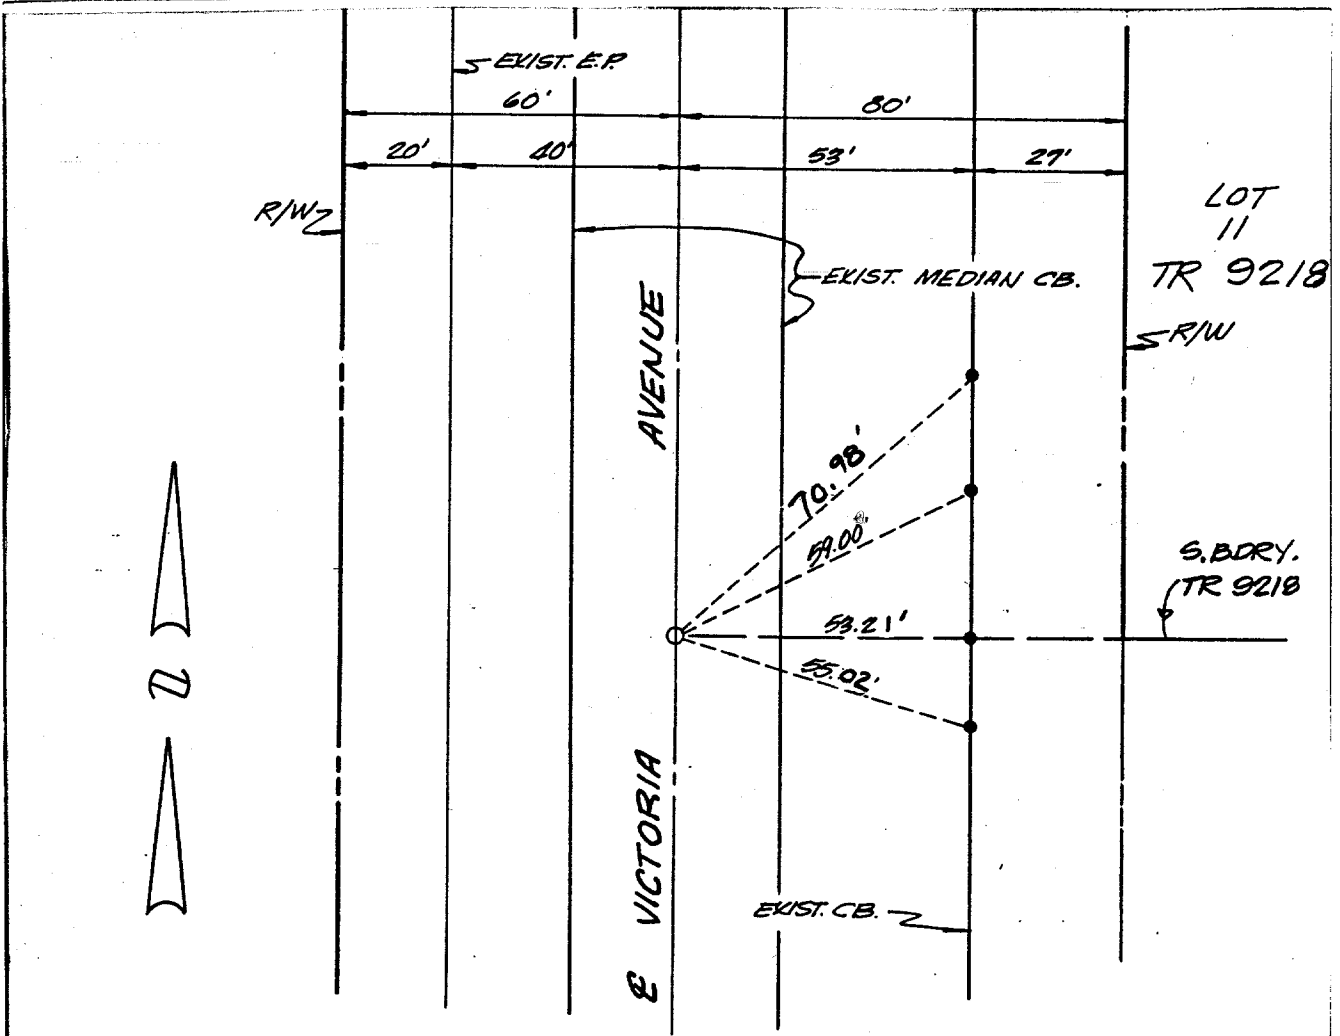 EXIST. E.P.
60'
80'
20'
40'
53'
27'
R/W
LOT
11
TR 9218
EXIST. MEDIAN CB.
R/W
AVENUE
70.98'
59.00'
S. BDRY.
TR 9218
53.21'
55.02'
N
VICTORIA
EXIST. CB.
℄